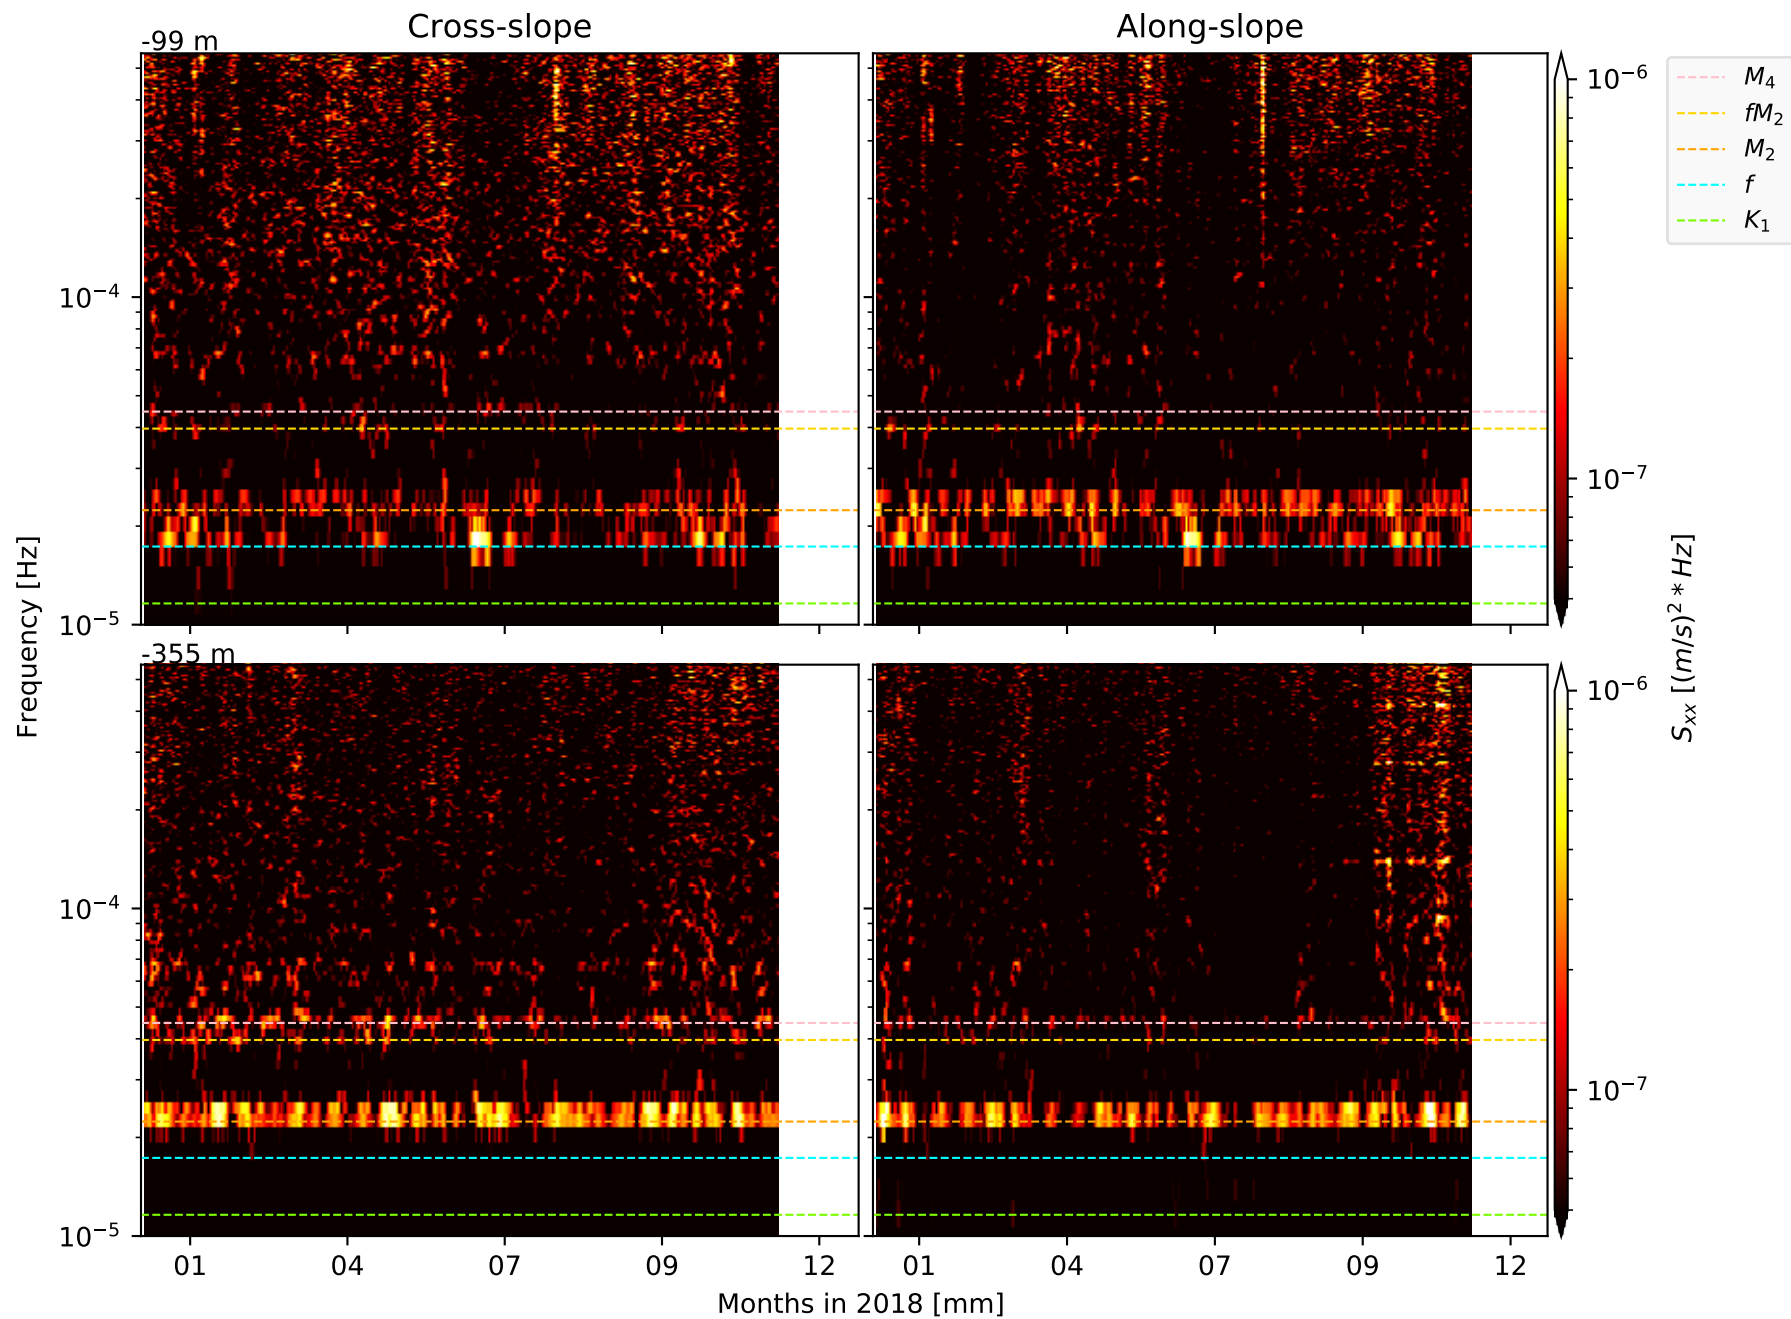 Cross-slope
Along-slope
-99 m
10⁻⁴
10⁻⁵
10⁻⁶
10⁻⁷
M₄
fM₂
M₂
f
K₁
Frequency [Hz]
Sₓₓ [(m/s)² * Hz]
-355 m
10⁻⁴
10⁻⁵
10⁻⁶
10⁻⁷
01 04 07 09 12
01 04 07 09 12
Months in 2018 [mm]